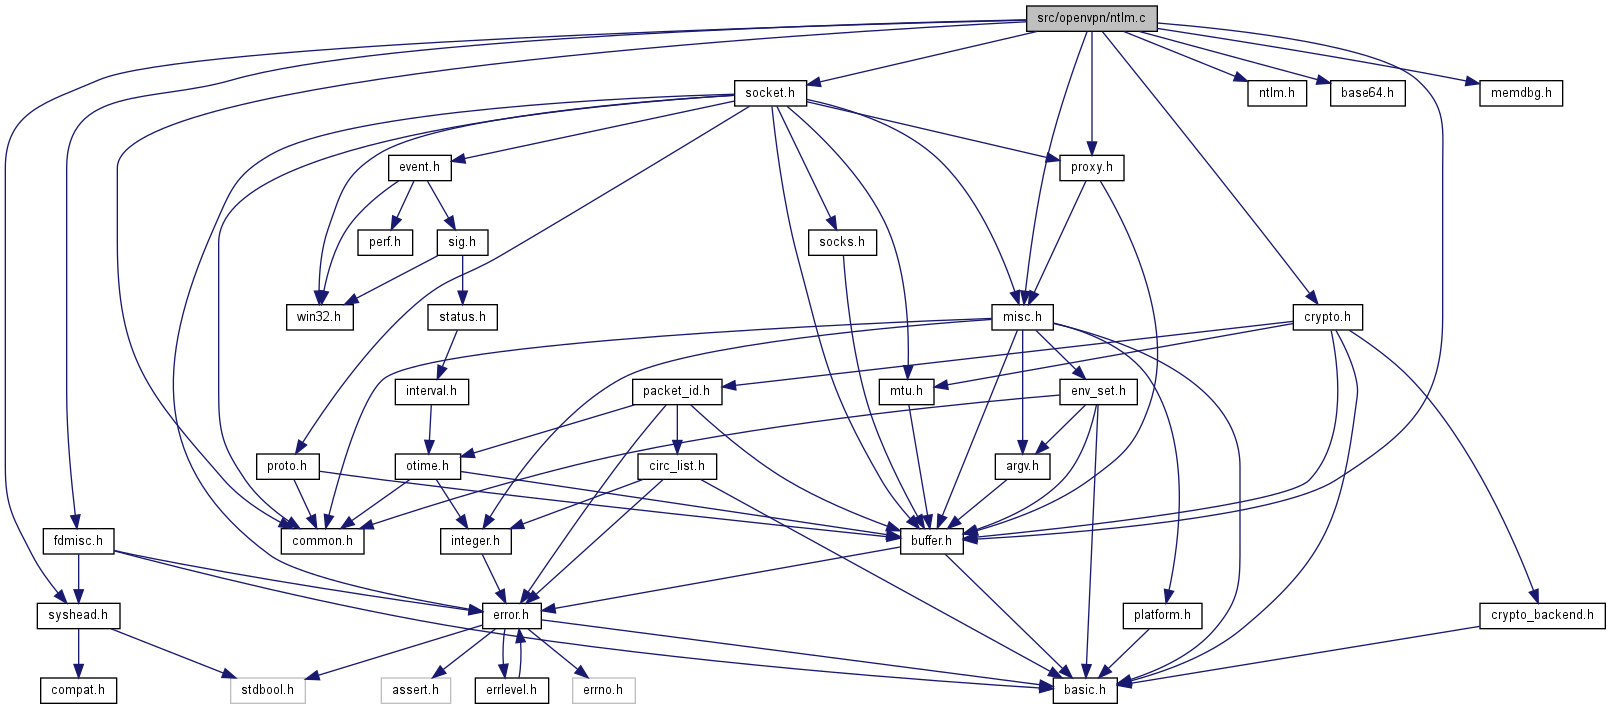 src/openvpn/ntlm.c
socket.h
ntlm.h
base64.h
memdbg.h
event.h
proxy.h
perf.h
sig.h
socks.h
win32.h
status.h
misc.h
crypto.h
interval.h
packet_id.h
mtu.h
env_set.h
proto.h
otime.h
circ_list.h
argv.h
fdmisc.h
common.h
integer.h
buffer.h
syshead.h
error.h
platform.h
crypto_backend.h
compat.h
stdbool.h
assert.h
errlevel.h
errno.h
basic.h